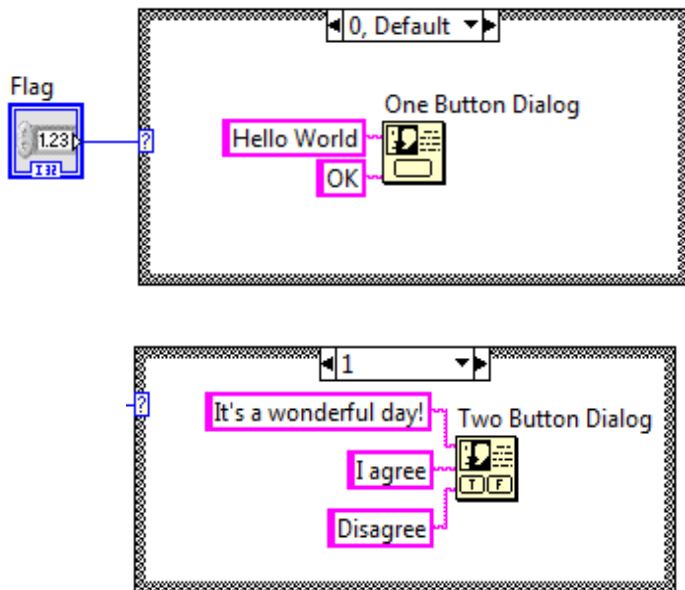 0, Default
Flag
1.23
I32
?
One Button Dialog
Hello World
OK
1
?
It's a wonderful day!
Two Button Dialog
I agree
T F
Disagree